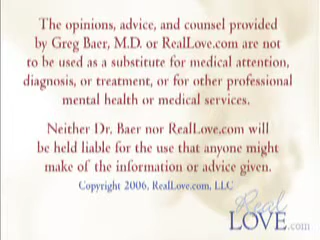 The opinions, advice, and counsel provided
by Greg Baer, M.D. or RealLove.com are not
to be used as a substitute for medical attention,
diagnosis, or treatment, or for other professional
mental health or medical services.
Neither Dr. Baer nor RealLove.com will
be held liable for the use that anyone might
make of the information or advice given.
Copyright 2006, RealLove.com, LLC
Real
LOVE.com